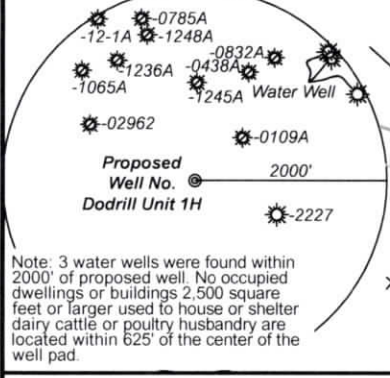 -0785A
-12-1A
-1248A
-0832A
-1236A
-0438A
-1065A
-1245A
Water Well
-02962
-0109A
Proposed
Well No.
Dodrill Unit 1H
2000'
-2227
Note: 3 water wells were found within
2000' of proposed well. No occupied
dwellings or buildings 2,500 square
feet or larger used to house or shelter
dairy cattle or poultry husbandry are
located within 625' of the center of the
well pad.